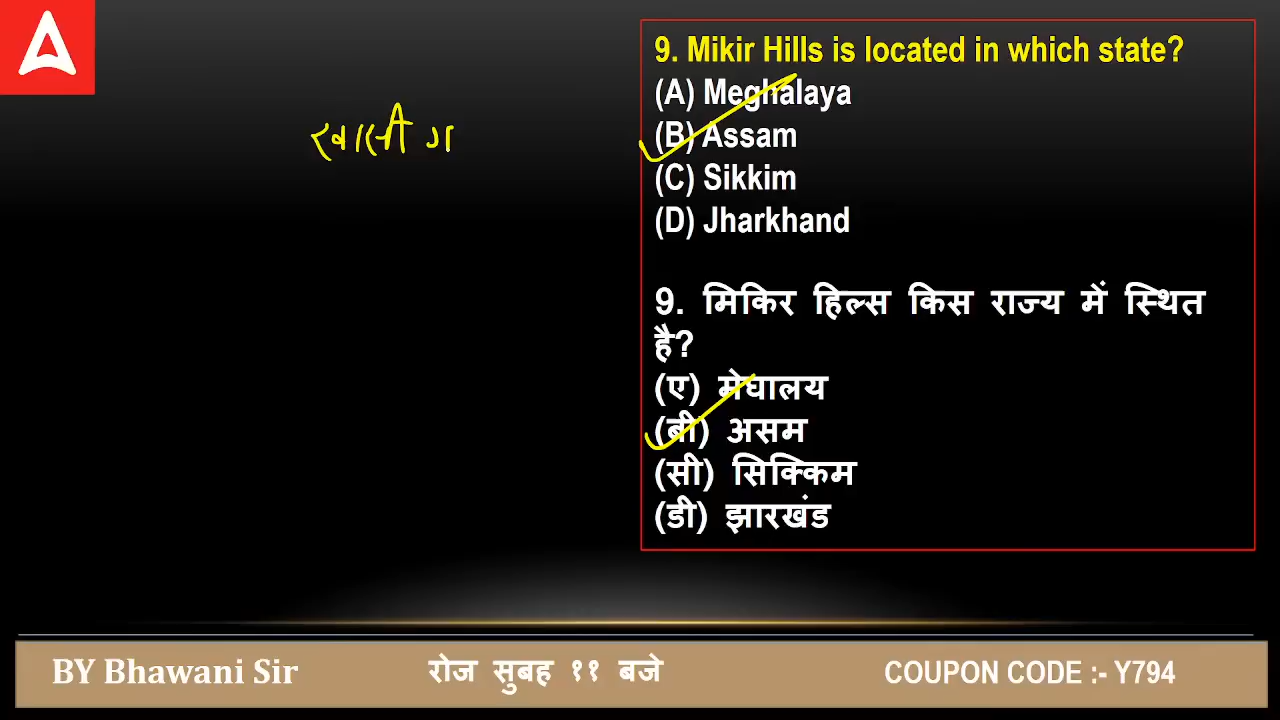 खासी ग
9. Mikir Hills is located in which state?
(A) Meghalaya
(B) Assam
(C) Sikkim
(D) Jharkhand
9. मिकिर हिल्स किस राज्य में स्थित
है?
(ए) मेघालय
(बी) असम
(सी) सिक्किम
(डी) झारखंड
BY Bhawani Sir रोज सुबह ११ बजे COUPON CODE :- Y794